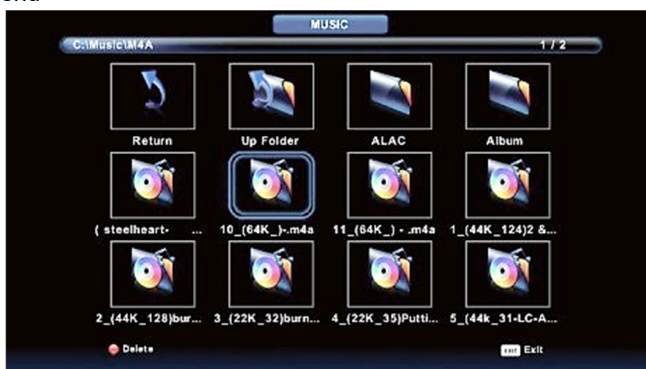 MUSIC
C:\Music\M4A 1 / 2
Return Up Folder ALAC Album
( steelheart- ... 10_(64K_)-.m4a 11_(64K_) - .m4a 1_(44K_124)2 &...
2_(44K_128)bur... 3_(22K_32)burn... 4_(22K_35)Putti... 5_(44k_31-LC-A...
Delete EXIT Exit